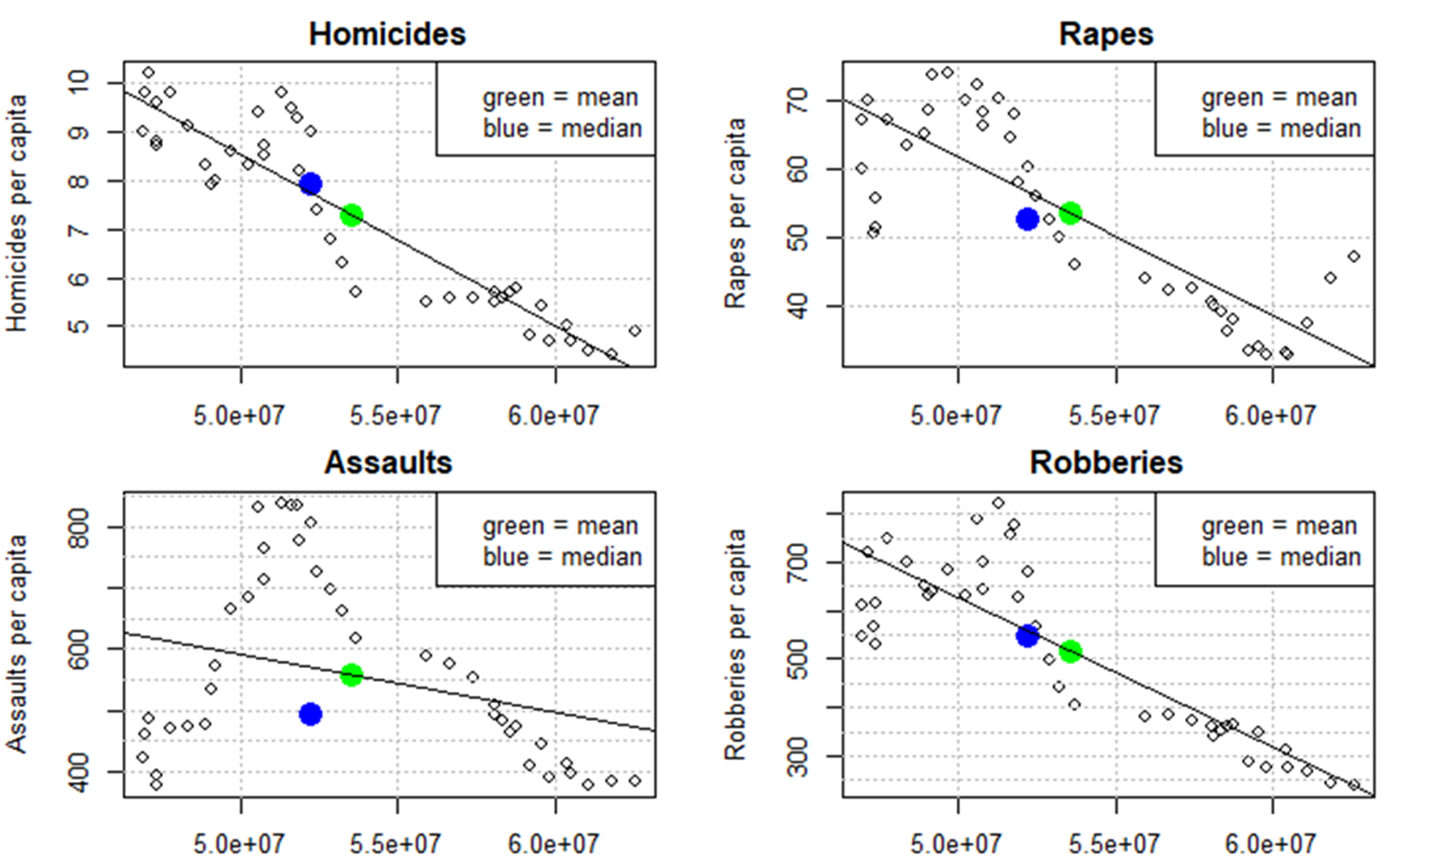 Homicides
Homicides per capita
10
9
8
7
6
5
green = mean
blue = median
5.0e+07 5.5e+07 6.0e+07
Rapes
Rapes per capita
70
60
50
40
green = mean
blue = median
5.0e+07 5.5e+07 6.0e+07
Assaults
Assaults per capita
800
600
400
green = mean
blue = median
5.0e+07 5.5e+07 6.0e+07
Robberies
Robberies per capita
700
500
300
green = mean
blue = median
5.0e+07 5.5e+07 6.0e+07